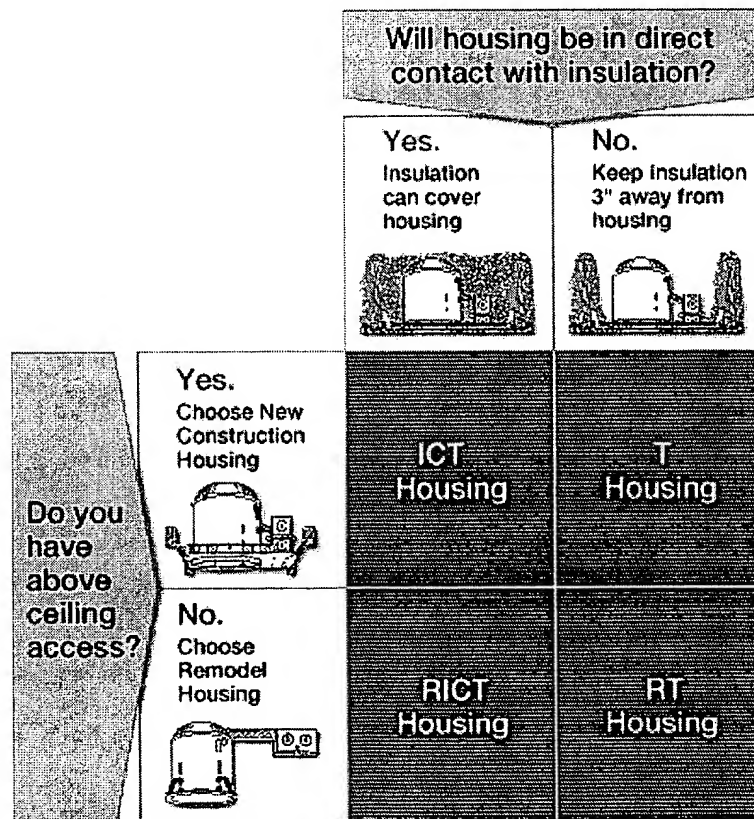 Will housing be in direct
contact with insulation?
Yes.
Insulation
can cover
housing
No.
Keep Insulation
3" away from
housing
Do you
have
above
ceiling
access?
Yes.
Choose New
Construction
Housing
ICT
Housing
T
Housing
No.
Choose
Remodel
Housing
RICT
Housing
RT
Housing